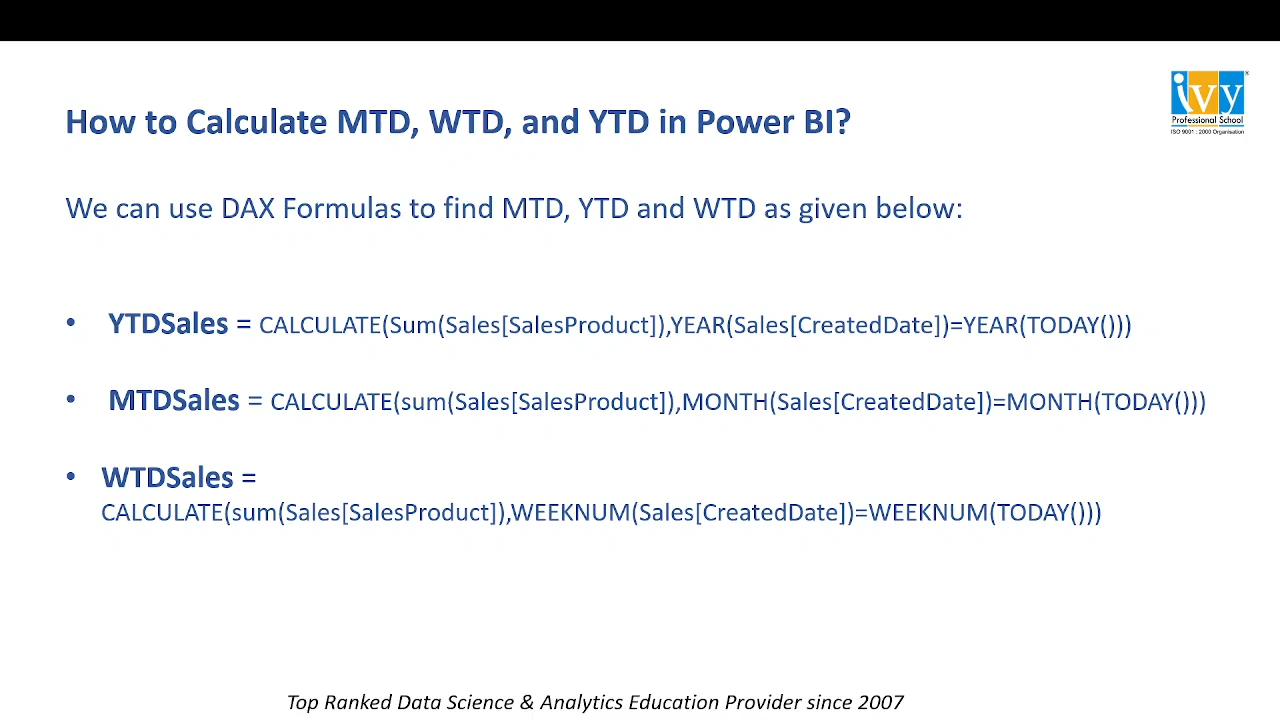 ivy
Professional School
ISO 9001 : 2000 Organisation
How to Calculate MTD, WTD, and YTD in Power BI?
We can use DAX Formulas to find MTD, YTD and WTD as given below:
• YTDSales = CALCULATE(Sum(Sales[SalesProduct]),YEAR(Sales[CreatedDate])=YEAR(TODAY()))
• MTDSales = CALCULATE(sum(Sales[SalesProduct]),MONTH(Sales[CreatedDate])=MONTH(TODAY()))
• WTDSales =
CALCULATE(sum(Sales[SalesProduct]),WEEKNUM(Sales[CreatedDate])=WEEKNUM(TODAY()))
Top Ranked Data Science & Analytics Education Provider since 2007